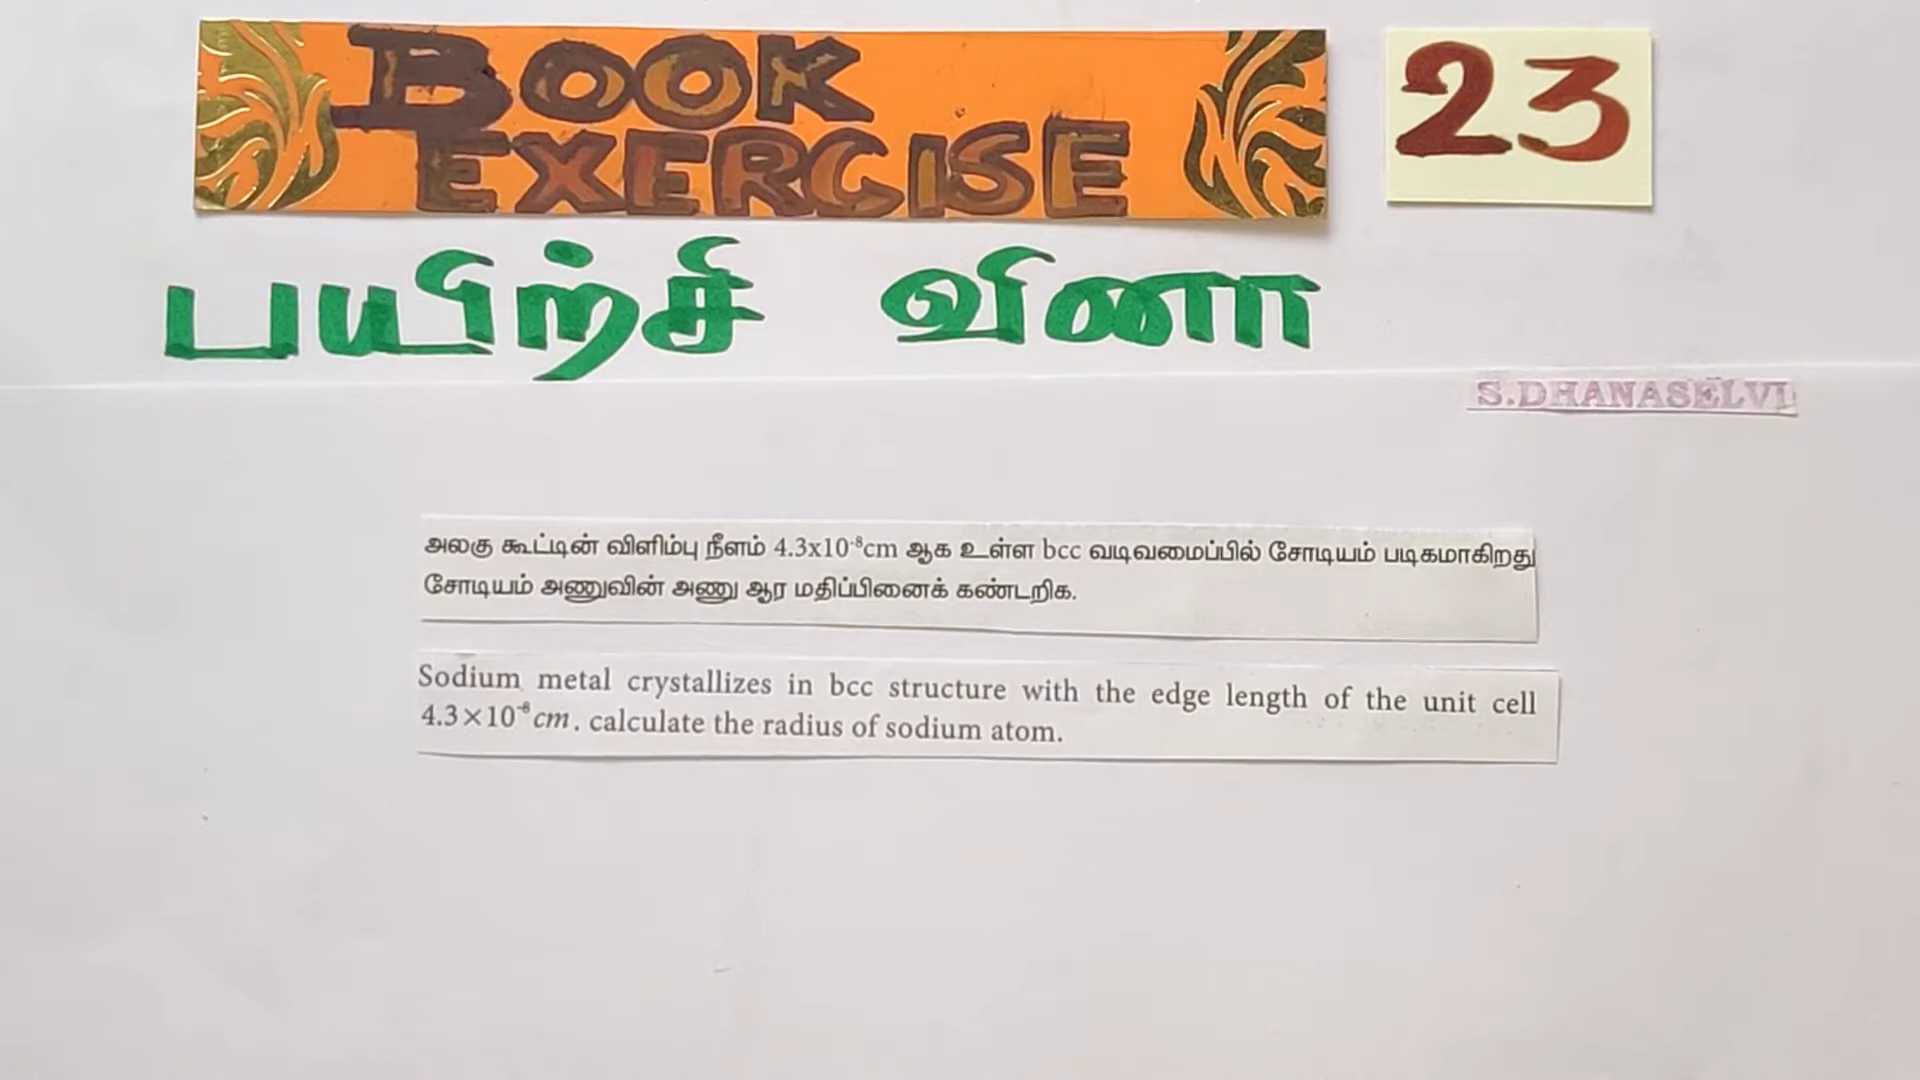 BOOK
EXERCISE
23
பயிற்சி வினா
S.DHANASELVI
அலகு கூட்டின் விளிம்பு நீளம் 4.3x10⁻⁸cm ஆக உள்ள bcc வடிவமைப்பில் சோடியம் படிகமாகிறது
சோடியம் அணுவின் அணு ஆர மதிப்பினைக் கண்டறிக.
Sodium metal crystallizes in bcc structure with the edge length of the unit cell
4.3×10⁻⁸cm. calculate the radius of sodium atom.